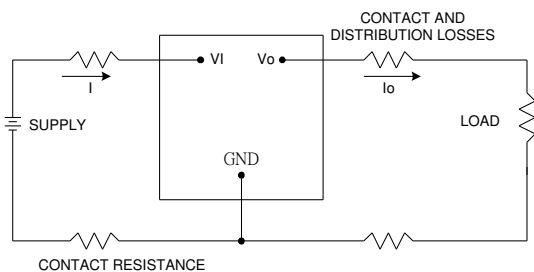 CONTACT AND
DISTRIBUTION LOSSES
VI
Vo
I
Io
SUPPLY
LOAD
GND
CONTACT RESISTANCE